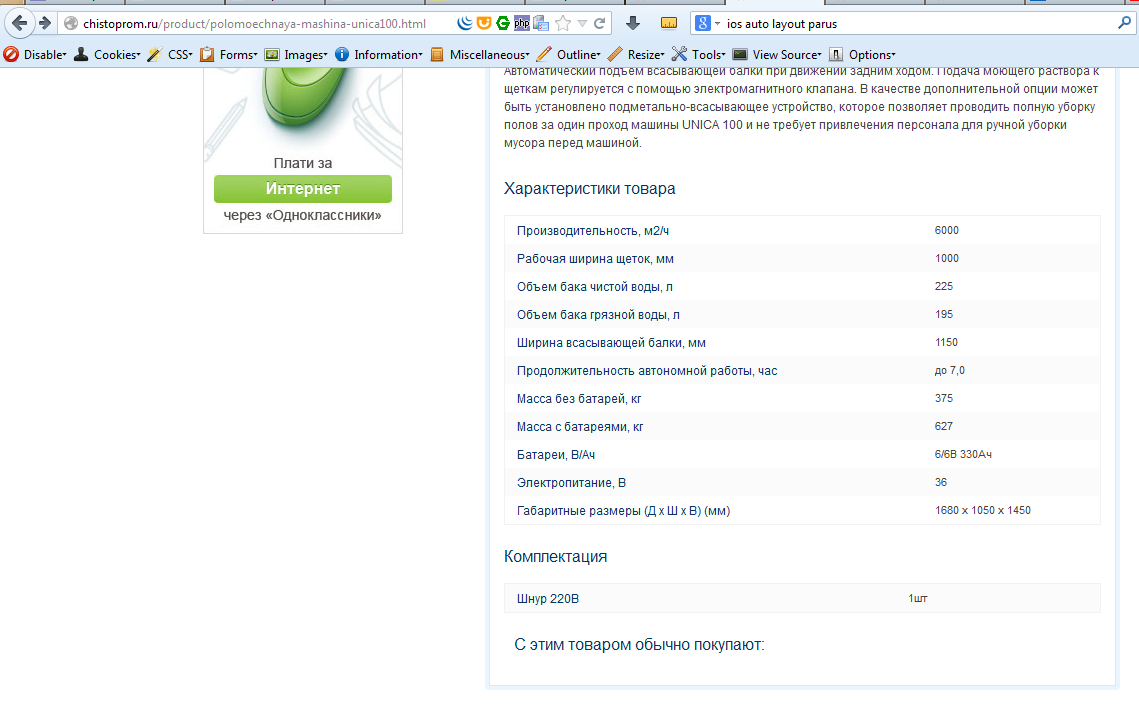 chistoprom.ru/product/polomoechnaya-mashina-unica100.html
php
8
ios auto layout parus
Disable Cookies CSS Forms Images Information Miscellaneous Outline Resize Tools View Source Options
Автоматический подъем всасывающей балки при движении задним ходом. Подача моющего раствора к
щеткам регулируется с помощью электромагнитного клапана. В качестве дополнительной опции может
быть установлено подметально-всасывающее устройство, которое позволяет проводить полную уборку
полов за один проход машины UNICA 100 и не требует привлечения персонала для ручной уборки
мусора перед машиной.
Плати за
Интернет
через «Одноклассники»
Характеристики товара
Производительность, м2/ч 6000
Рабочая ширина щеток, мм 1000
Объем бака чистой воды, л 225
Объем бака грязной воды, л 195
Ширина всасывающей балки, мм 1150
Продолжительность автономной работы, час до 7,0
Масса без батарей, кг 375
Масса с батареями, кг 627
Батареи, В/Ач 6/6В 330Ач
Электропитание, В 36
Габаритные размеры (Д х Ш х В) (мм) 1680 х 1050 х 1450
Комплектация
Шнур 220В 1шт
С этим товаром обычно покупают: